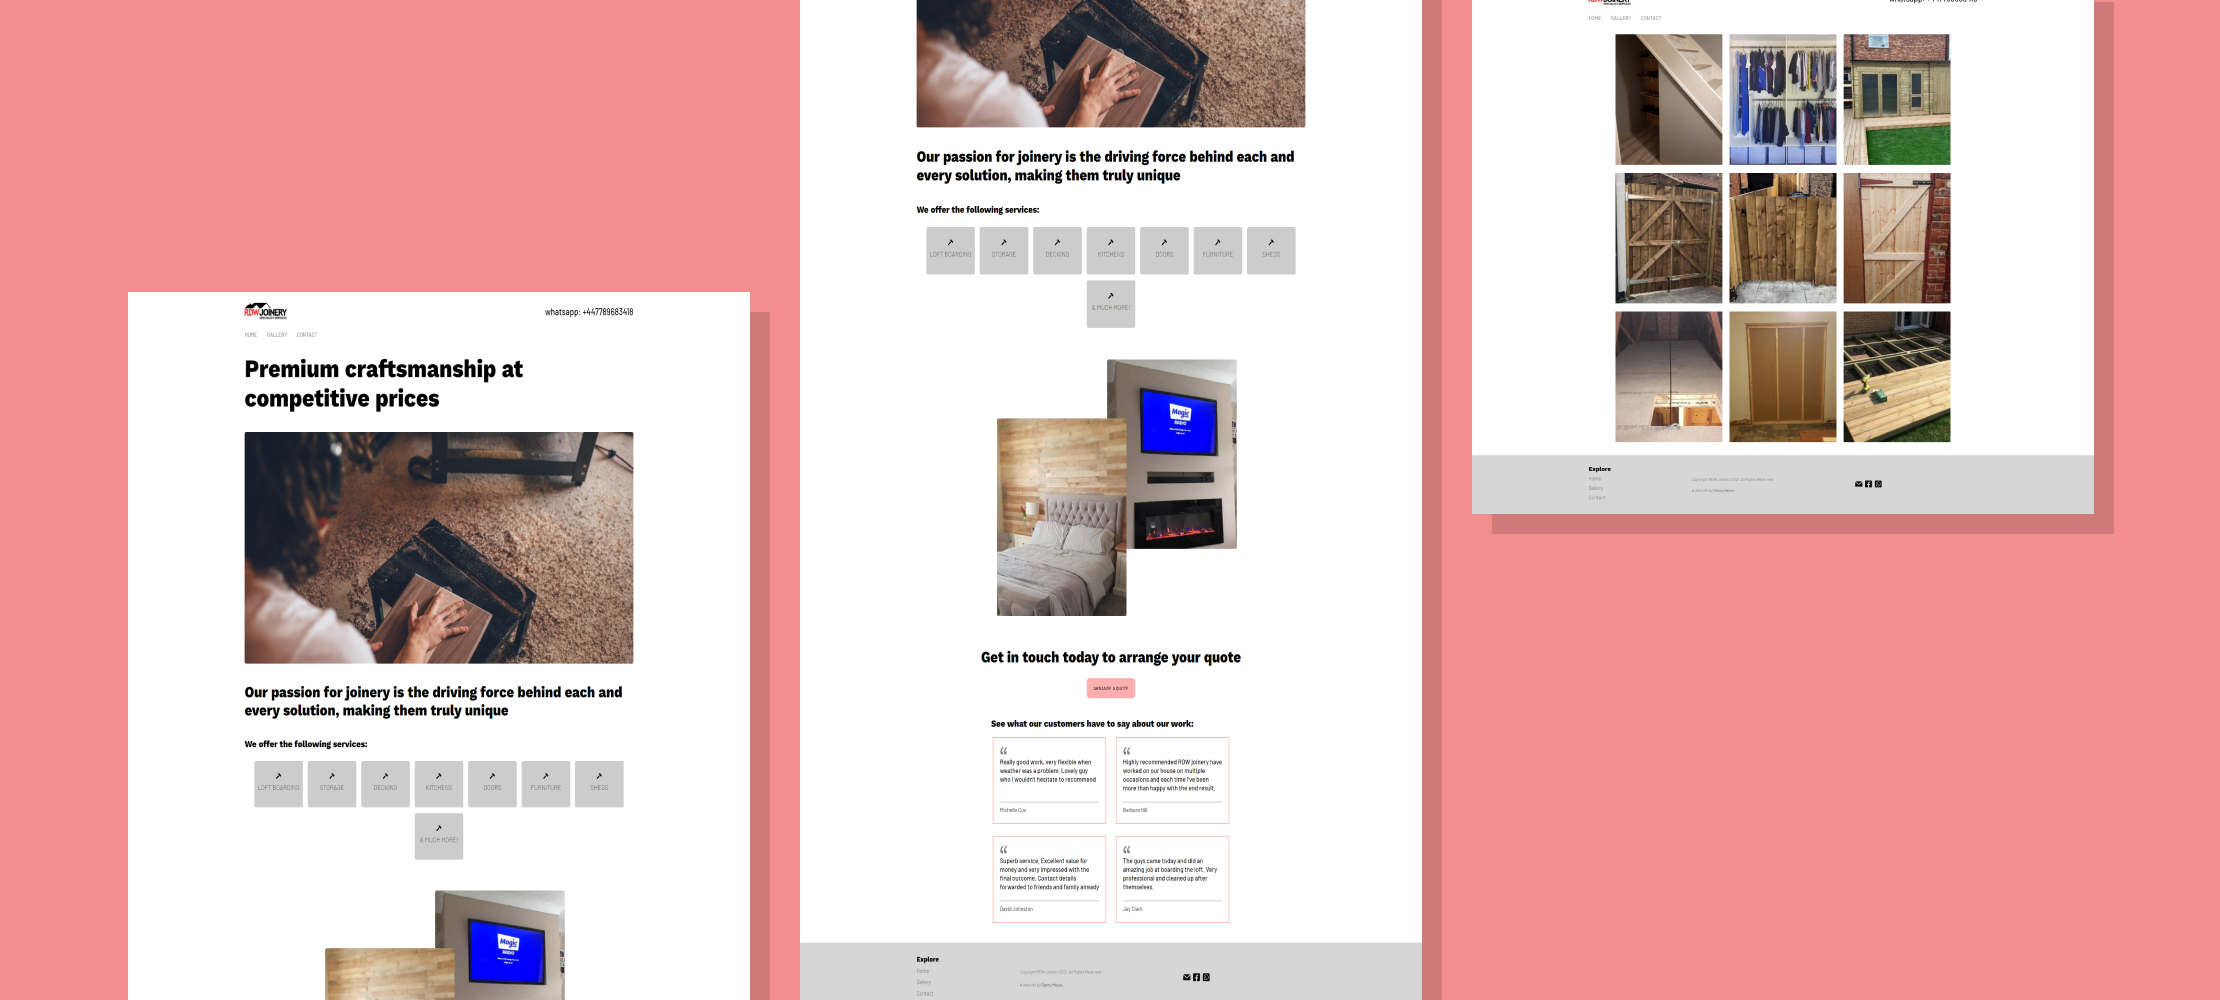 RDW JOINERY
SPECIALIST SERVICES
whatsapp: +447789683418
HOME GALLERY CONTACT
Premium craftsmanship at
competitive prices
Our passion for joinery is the driving force behind each and
every solution, making them truly unique
We offer the following services:
LOFT BOARDING STORAGE DECKING KITCHENS DOORS FURNITURE SHEDS
& MUCH MORE!
Magic
RADIO
Our passion for joinery is the driving force behind each and
every solution, making them truly unique
We offer the following services:
LOFT BOARDING STORAGE DECKING KITCHENS DOORS FURNITURE SHEDS
& MUCH MORE!
Magic
RADIO
Get in touch today to arrange your quote
ARRANGE A QUOTE
See what our customers have to say about our work:
“
Really good work, very flexible when
weather was a problem. Lovely guy
who I wouldn't hesitate to recommend
Michelle Cox
“
Highly recommended RDW joinery have
worked on our house on multiple
occasions and each time I've been
more than happy with the end result.
Barbara Hill
“
Superb service. Excellent value for
money and very impressed with the
final outcome. Contact details
forwarded to friends and family already
David Johnston
“
The guys came today and did an
amazing job at boarding the loft. Very
professional and cleaned up after
themselves.
Jay Clark
Explore
Home
Gallery
Contact
Copyright RDW Joinery 2022. All Rights Reserved
HOME GALLERY CONTACT
Explore
Home
Gallery
Contact
Copyright RDW Joinery 2022. All Rights Reserved